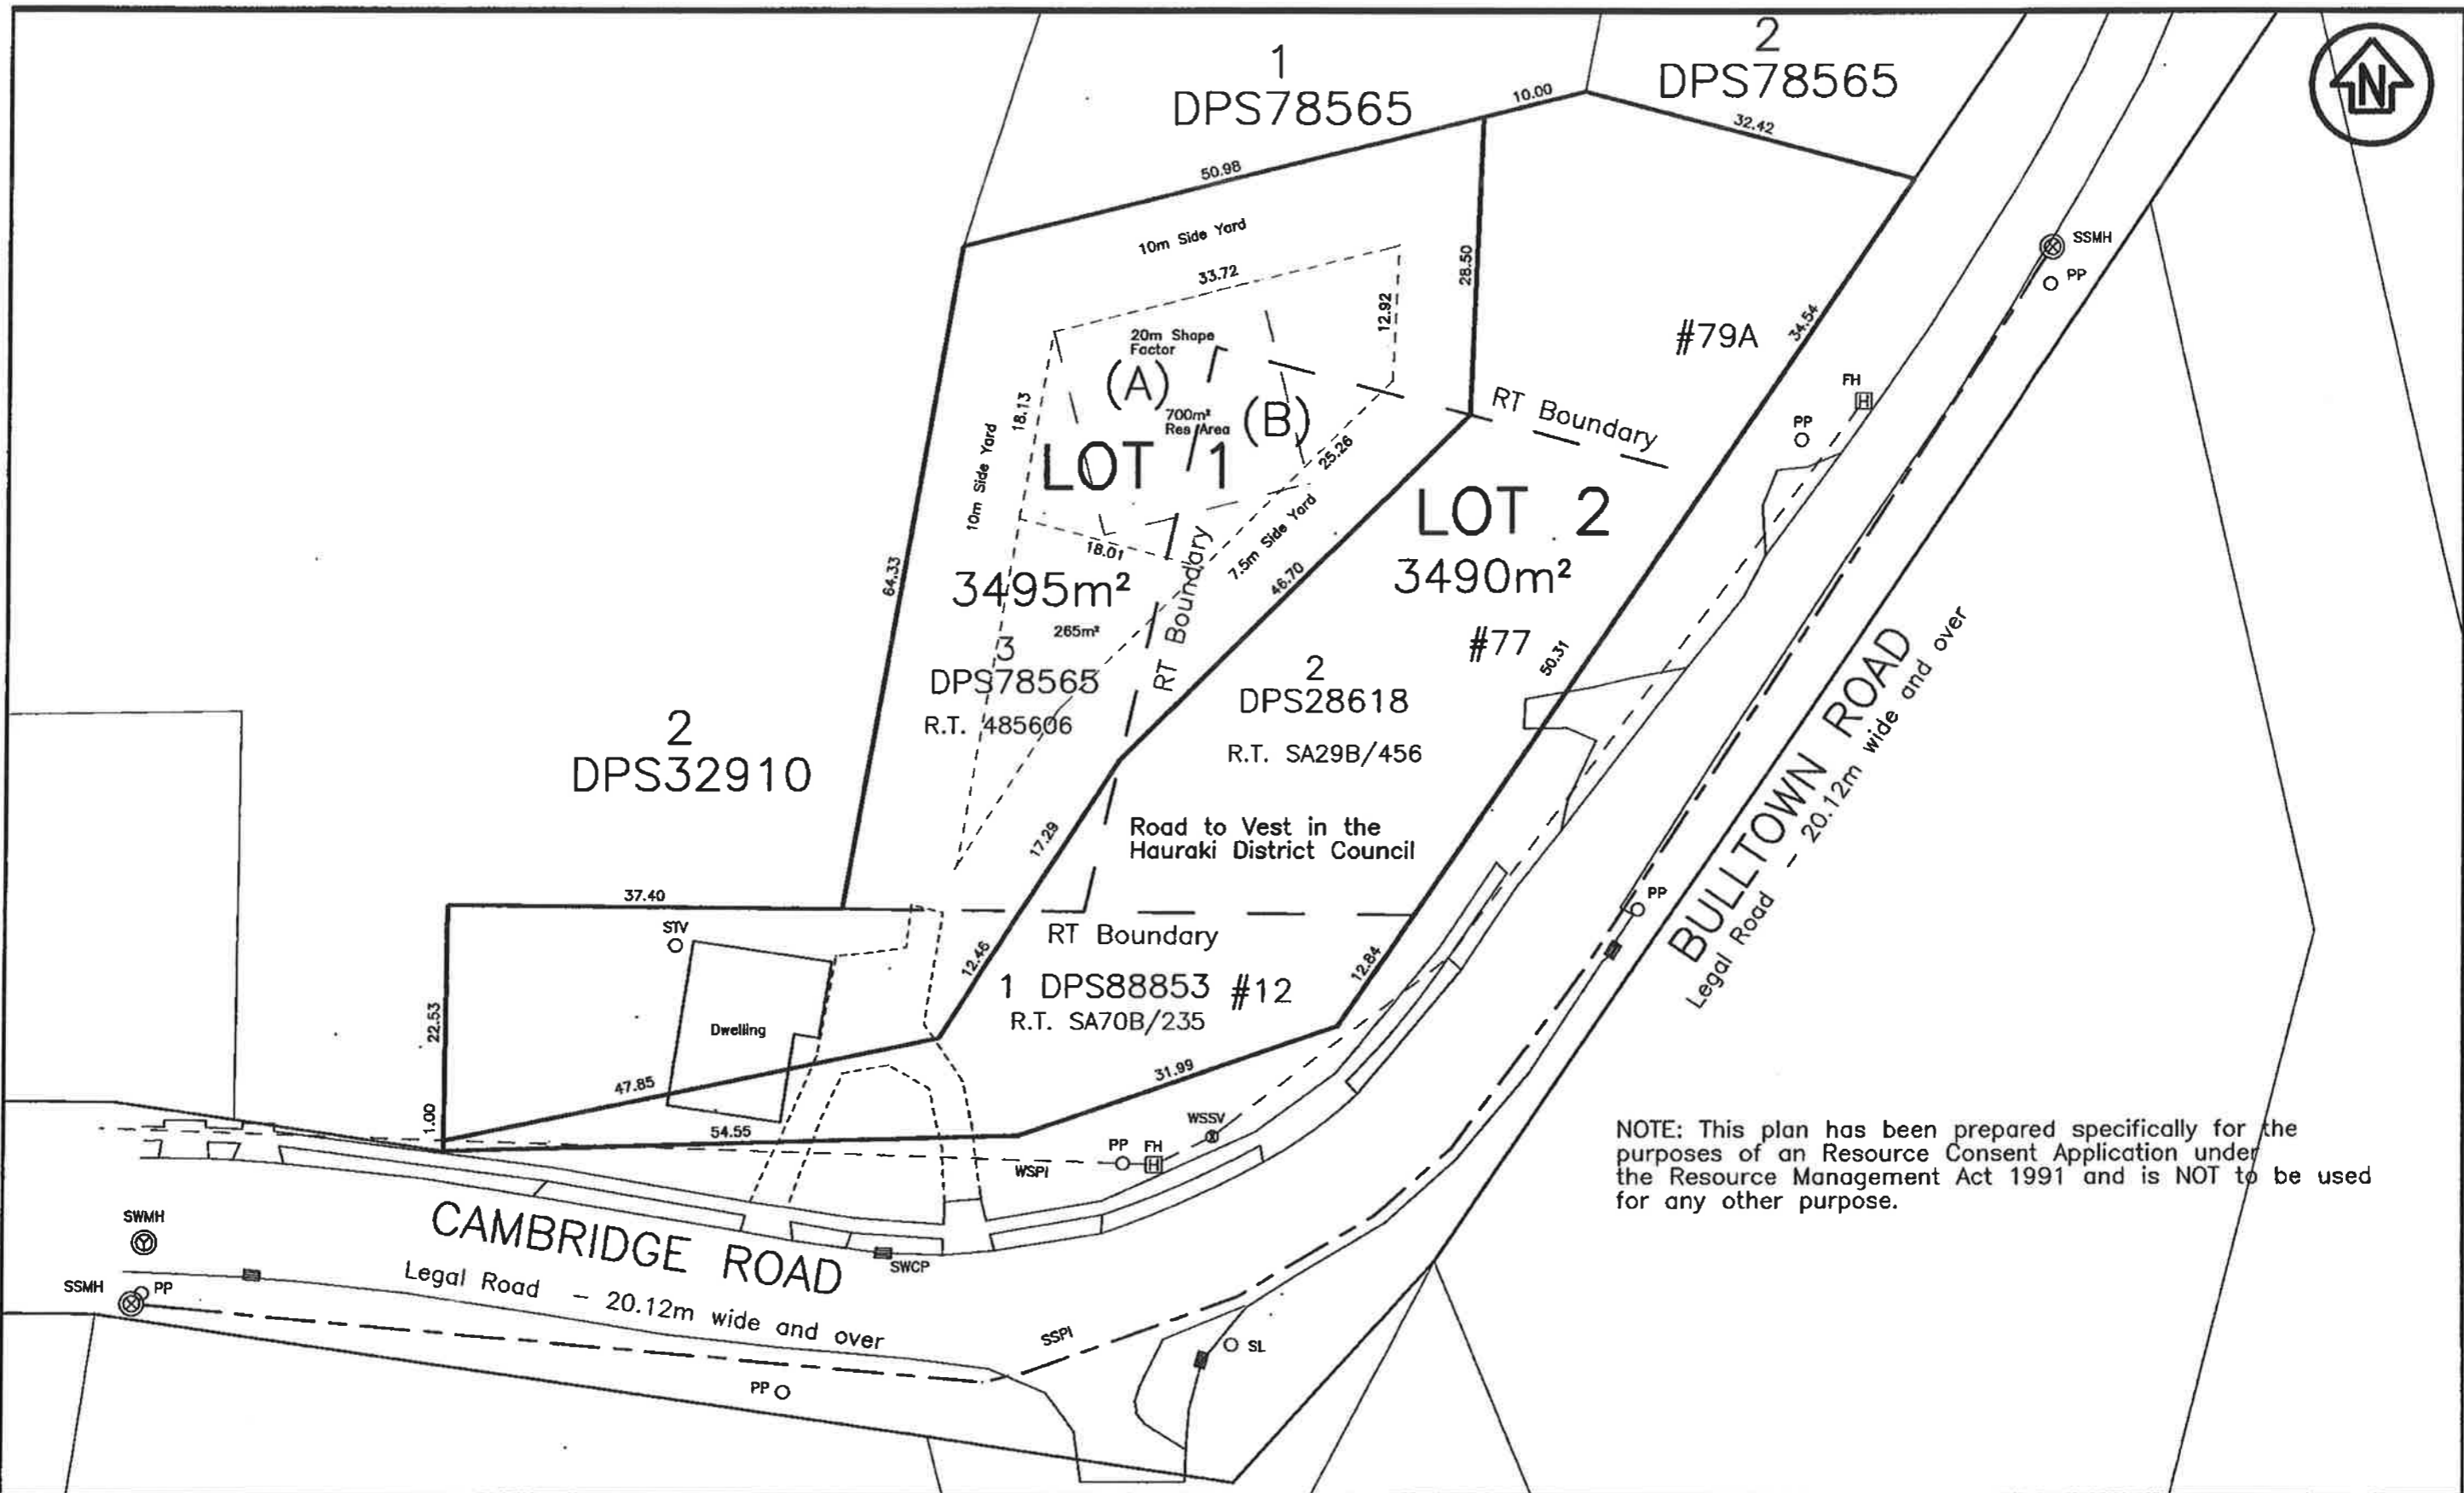 1
DPS78565
2
DPS78565
N
10.00
32.42
50.98
10m Side Yard
33.72
28.50
12.92
SSMH
PP
#79A
34.54
20m Shape
Factor
(A)
700m²
Res Area
(B)
18.13
10m Side Yard
LOT 1
25.26
RT Boundary
FH
H
PP
18.01
7.5m Side Yard
LOT 2
3490m²
3495m²
265m²
64.33
46.70
RT Boundary
#77
50.31
3
DPS78565
R.T. 485606
2
DPS28618
R.T. SA29B/456
2
DPS32910
BULLTOWN ROAD
Legal Road - 20.12m wide and over
Road to Vest in the
Hauraki District Council
17.29
37.40
STV
PP
RT Boundary
12.46
12.84
1 DPS88853 #12
R.T. SA70B/235
22.53
Dwelling
47.85
31.99
1.00
54.55
WSSV
PP
FH
H
WSPI
NOTE: This plan has been prepared specifically for the
purposes of an Resource Consent Application under
the Resource Management Act 1991 and is NOT to be used
for any other purpose.
SWMH
CAMBRIDGE ROAD
Legal Road - 20.12m wide and over
SWCP
SSMH
PP
SSPI
SL
PP